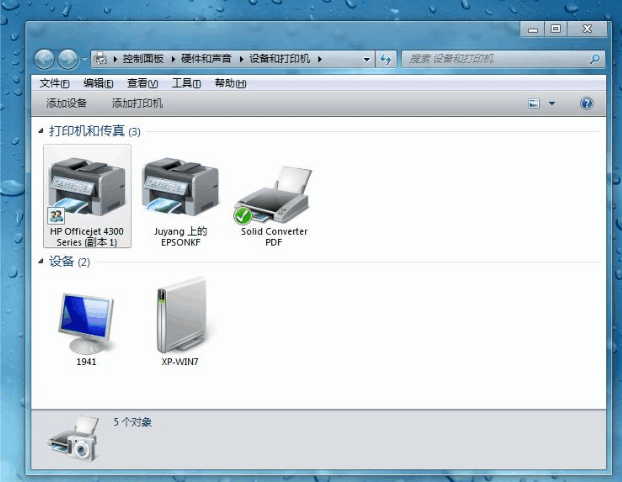 控制面板 ▸ 硬件和声音 ▸ 设备和打印机 ▸
搜索 设备和打印机
文件(F) 编辑(E) 查看(V) 工具(T) 帮助(H)
添加设备 添加打印机
打印机和传真 (3)
HP Officejet 4300
Series (副本 1)
Juyang 上的
EPSONKF
Solid Converter
PDF
设备 (2)
1941
XP-WIN7
5 个对象